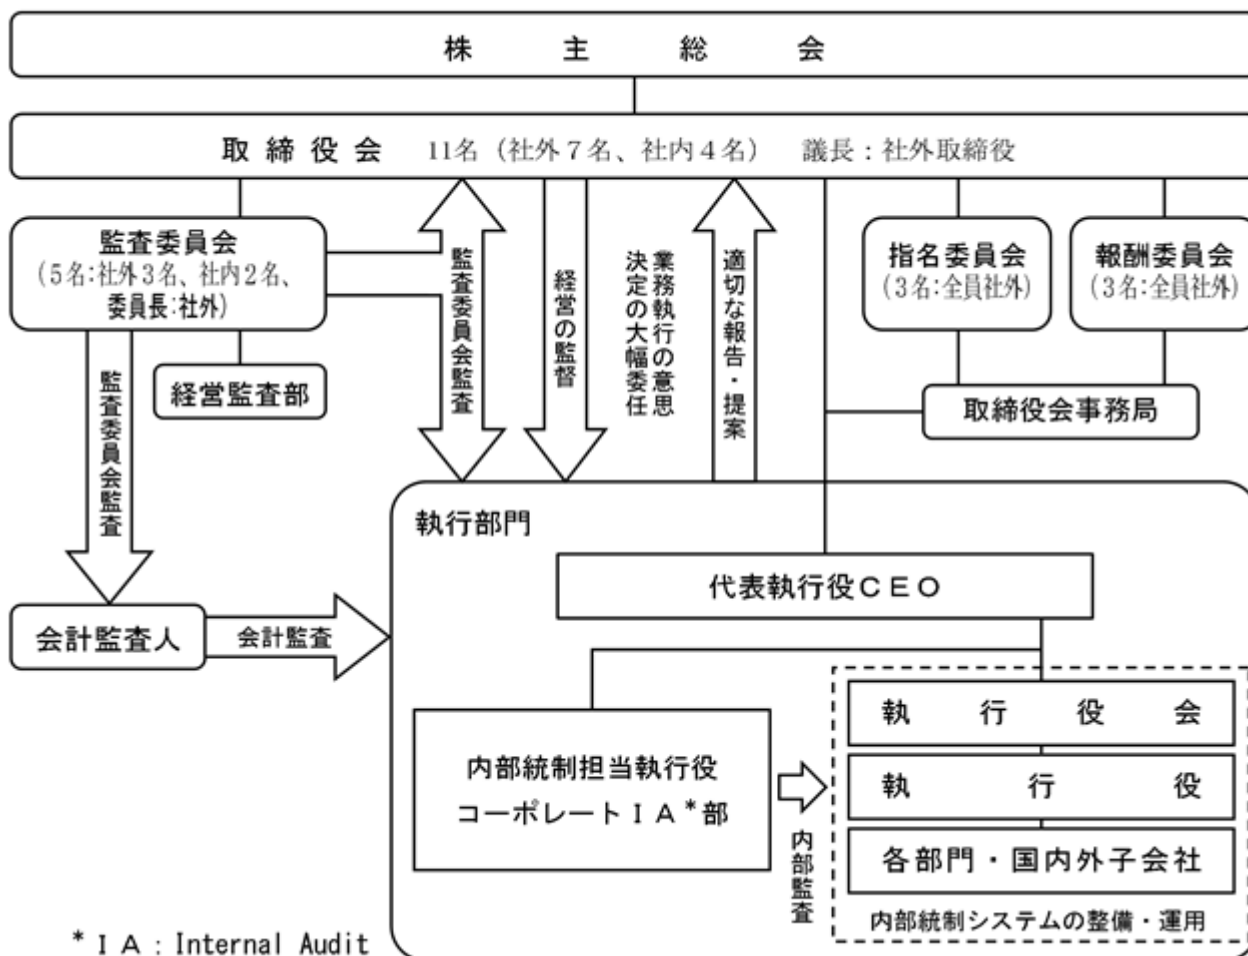 株主総会
取締役会 11名(社外7名、社内4名) 議長:社外取締役
監査委員会
(5名:社外3名、社内2名、
委員長:社外)
経営監査部
監査委員会監査
監査委員会監査
経営の監督
業務執行の意思
決定の大幅委任
適切な報告・提案
指名委員会
(3名:全員社外)
報酬委員会
(3名:全員社外)
取締役会事務局
会計監査人
会計監査
執行部門
代表執行役CEO
内部統制担当執行役
コーポレートIA*部
内部監査
執行役会
執行役
各部門・国内外子会社
内部統制システムの整備・運用
*IA:Internal Audit